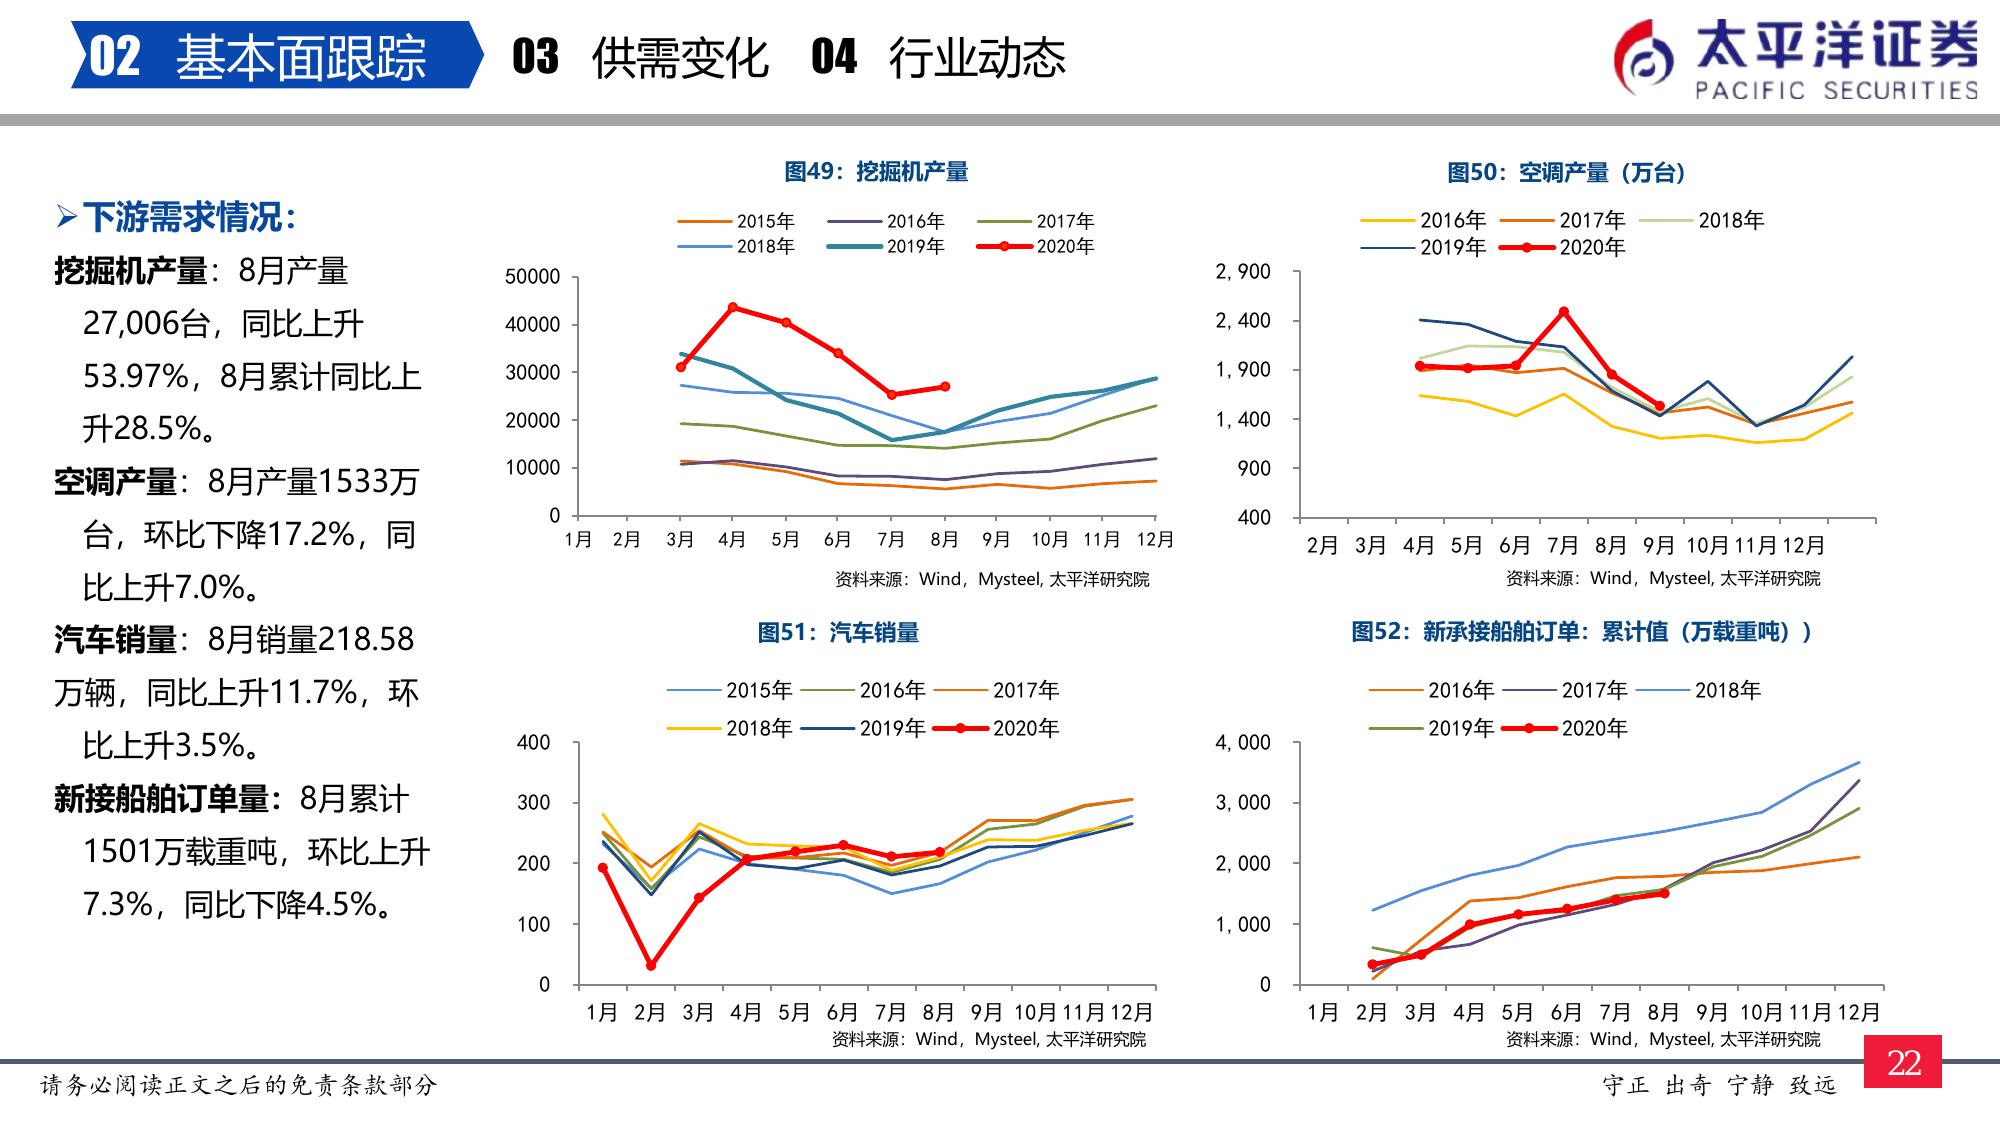 02 基本面跟踪 03 供需变化 04 行业动态
太平洋证券
PACIFIC SECURITIES
➢下游需求情况：
挖掘机产量：8月产量
27,006台，同比上升
53.97%，8月累计同比上
升28.5%。
空调产量：8月产量1533万
台，环比下降17.2%，同
比上升7.0%。
汽车销量：8月销量218.58
万辆，同比上升11.7%，环
比上升3.5%。
新接船舶订单量：8月累计
1501万载重吨，环比上升
7.3%，同比下降4.5%。
图49：挖掘机产量
2015年 2016年 2017年
2018年 2019年 2020年
50000
40000
30000
20000
10000
0
1月 2月 3月 4月 5月 6月 7月 8月 9月 10月 11月 12月
资料来源：Wind，Mysteel, 太平洋研究院
图50：空调产量（万台）
2016年 2017年 2018年
2019年 2020年
2,900
2,400
1,900
1,400
900
400
2月 3月 4月 5月 6月 7月 8月 9月 10月 11月 12月
资料来源：Wind，Mysteel, 太平洋研究院
图51：汽车销量
2015年 2016年 2017年
2018年 2019年 2020年
400
300
200
100
0
1月 2月 3月 4月 5月 6月 7月 8月 9月 10月 11月 12月
资料来源：Wind，Mysteel, 太平洋研究院
图52：新承接船舶订单：累计值（万载重吨））
2016年 2017年 2018年
2019年 2020年
4,000
3,000
2,000
1,000
0
1月 2月 3月 4月 5月 6月 7月 8月 9月 10月 11月 12月
资料来源：Wind，Mysteel, 太平洋研究院
请务必阅读正文之后的免责条款部分
守正 出奇 宁静 致远
22